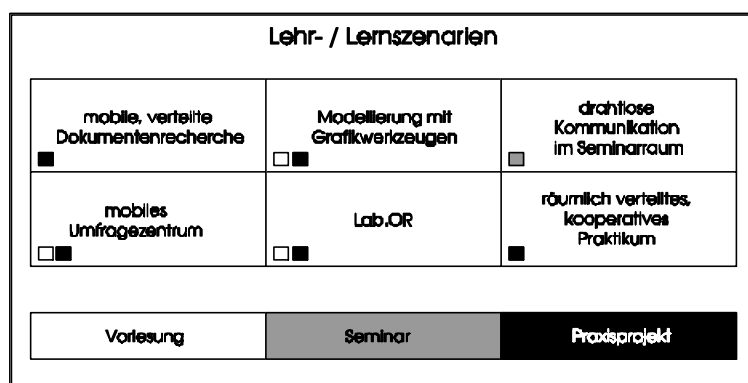 Lehr- / Lernszenarien
mobile, verteilte
Dokumentenrecherche
Modellierung mit
Grafikwerkzeugen
drahtlose
Kommunikation
im Seminarraum
mobiles
Umfragezentrum
Lab.OR
räumlich verteiltes,
kooperatives
Praktikum
Vorlesung
Seminar
Praxisprojekt